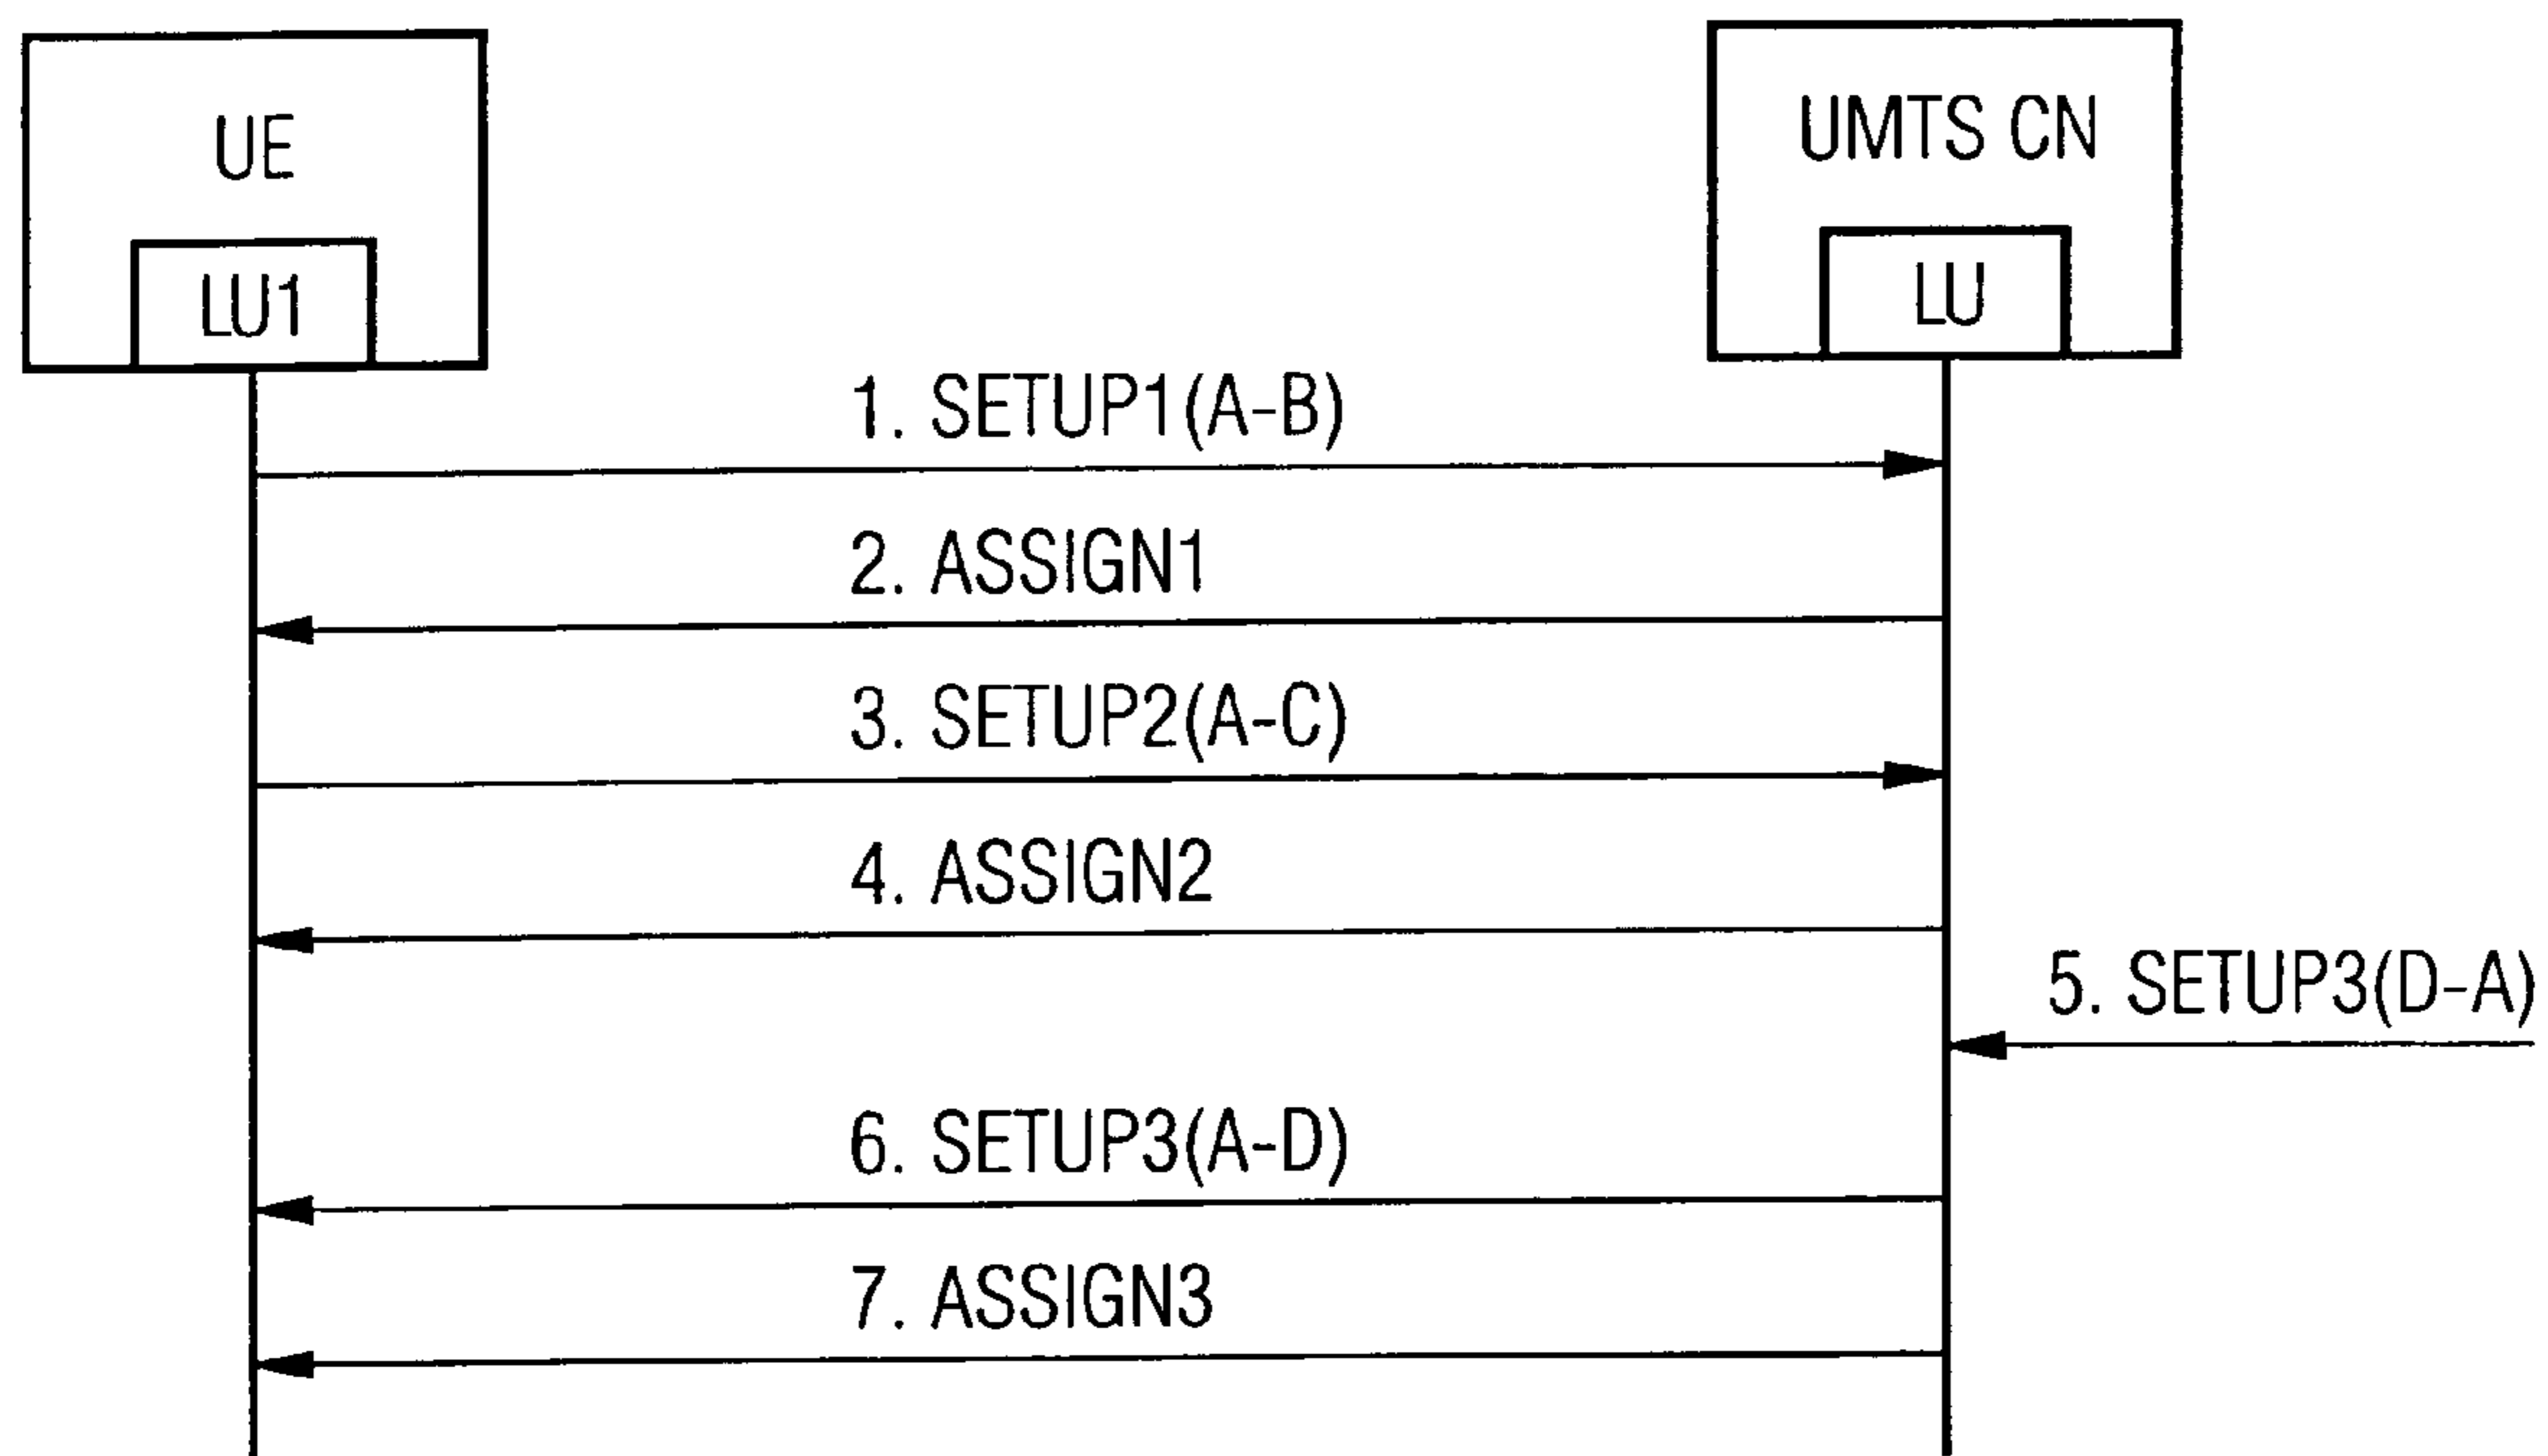 UE
UMTS CN
LU1
LU
1. SETUP1(A-B)
2. ASSIGN1
3. SETUP2(A-C)
4. ASSIGN2
5. SETUP3(D-A)
6. SETUP3(A-D)
7. ASSIGN3